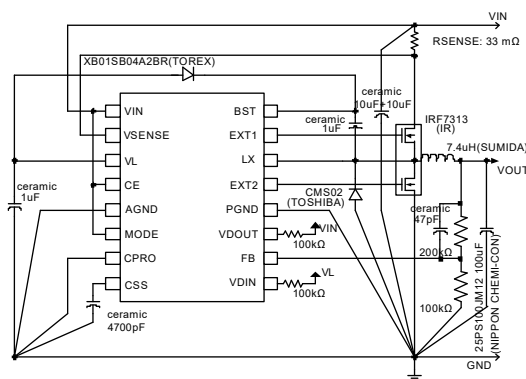 VIN
XB01SB04A2BR(TOREX)
RSENSE: 33 mΩ
ceramic
10uF+10uF
IRF7313
(IR)
VIN
BST
ceramic
1uF
VSENSE
EXT1
7.4uH(SUMIDA)
VL
LX
VOUT
ceramic
1uF
CE
EXT2
CMS02
(TOSHIBA)
ceramic
47pF
AGND
PGND
MODE
VDOUT
VIN
100kΩ
200kΩ
CPRO
FB
CSS
VDIN
VL
100kΩ
100kΩ
ceramic
4700pF
25PS100JM12 100uF
(NIPPON CHEMI-CON)
GND